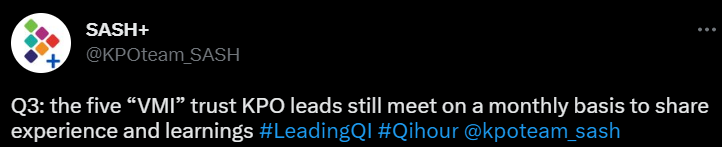 SASH+
@KPOteam_SASH
Q3: the five “VMI” trust KPO leads still meet on a monthly basis to share
experience and learnings #LeadingQI #Qihour @kpoteam_sash